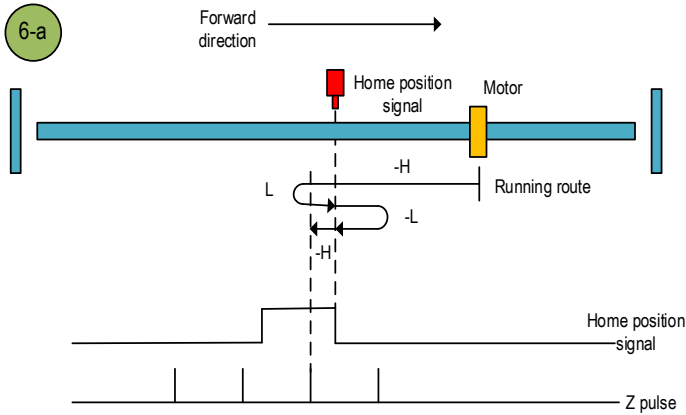 6-a
Forward
direction
Home position
signal
Motor
-H
L
Running route
-L
-H
Home position
signal
Z pulse